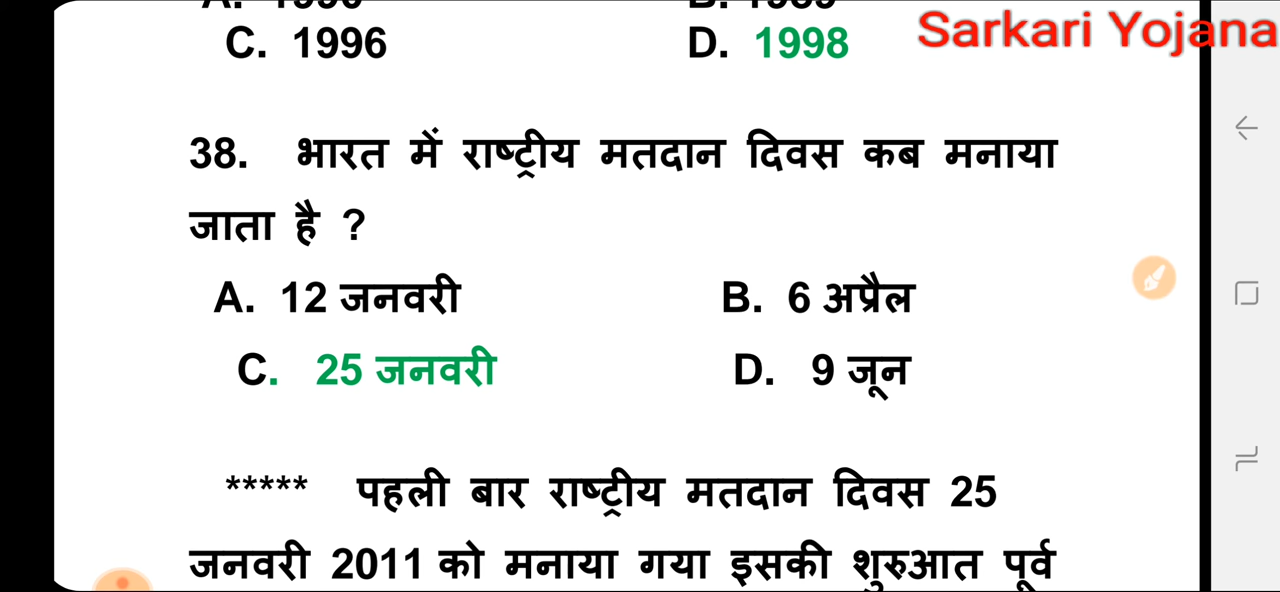 Sarkari Yojana
C. 1996 D. 1998
38. भारत में राष्ट्रीय मतदान दिवस कब मनाया
जाता है ?
A. 12 जनवरी B. 6 अप्रैल
C. 25 जनवरी D. 9 जून
***** पहली बार राष्ट्रीय मतदान दिवस 25
जनवरी 2011 को मनाया गया इसकी शुरुआत पूर्व